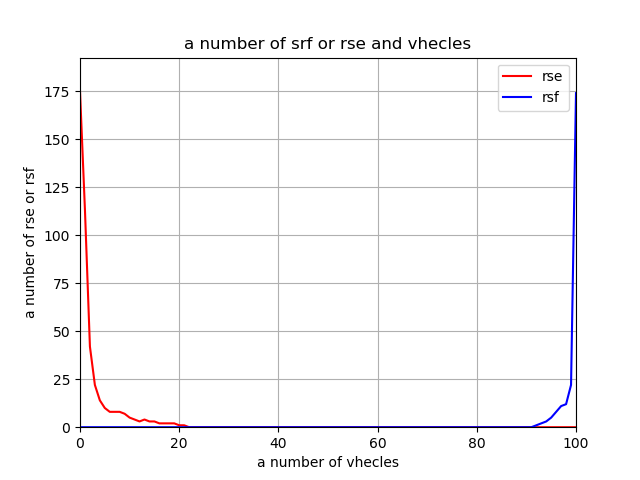 a number of srf or rse and vhecles
rse
rsf
175
150
125
100
75
50
25
0
a number of rse or rsf
0 20 40 60 80 100
a number of vhecles